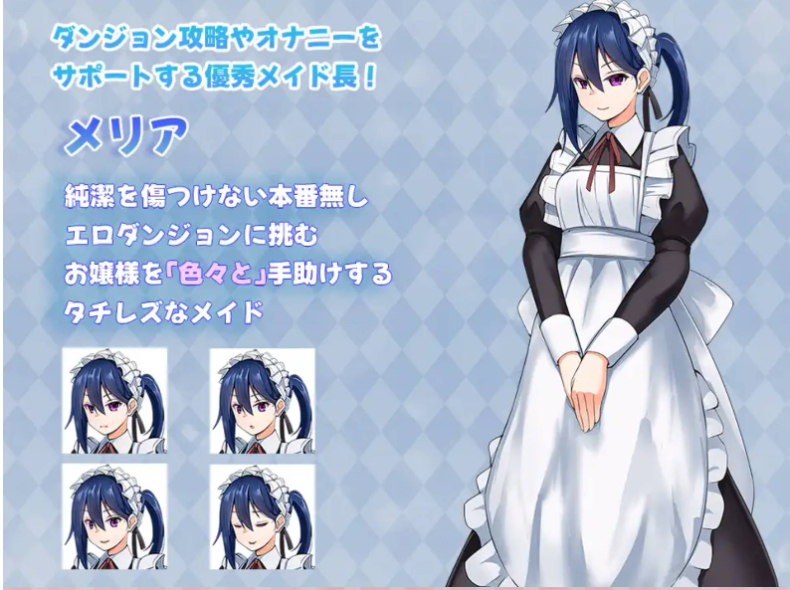 ダンジョン攻略やオナニーを
サポートする優秀メイド長！
メリア
純潔を傷つけない本番無し
エロダンジョンに挑む
お嬢様を「色々と」手助けする
タチレズなメイド